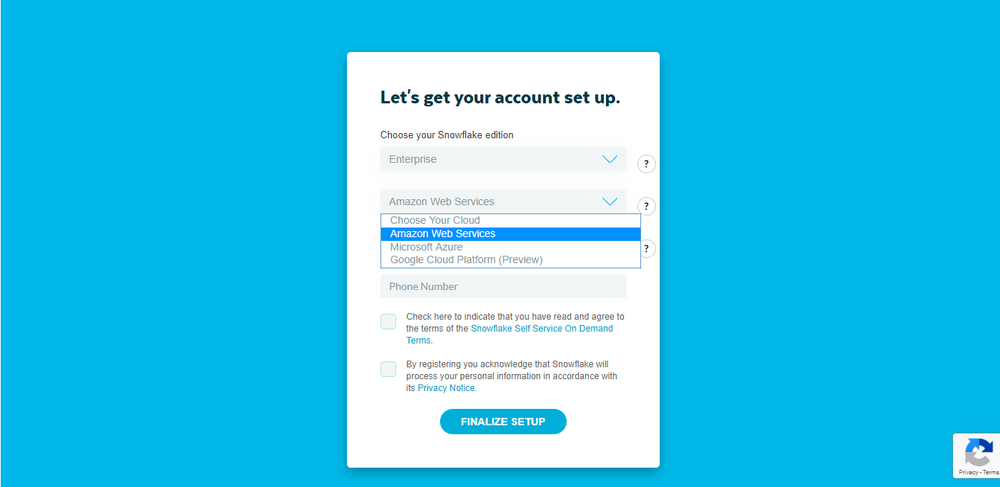 Let's get your account set up.
Choose your Snowflake edition
Enterprise
?
Amazon Web Services
?
Choose Your Cloud
Amazon Web Services
Microsoft Azure
?
Google Cloud Platform (Preview)
Phone Number
Check here to indicate that you have read and agree to
the terms of the Snowflake Self Service On Demand
Terms.
By registering you acknowledge that Snowflake will
process your personal information in accordance with
its Privacy Notice.
FINALIZE SETUP
Privacy - Terms